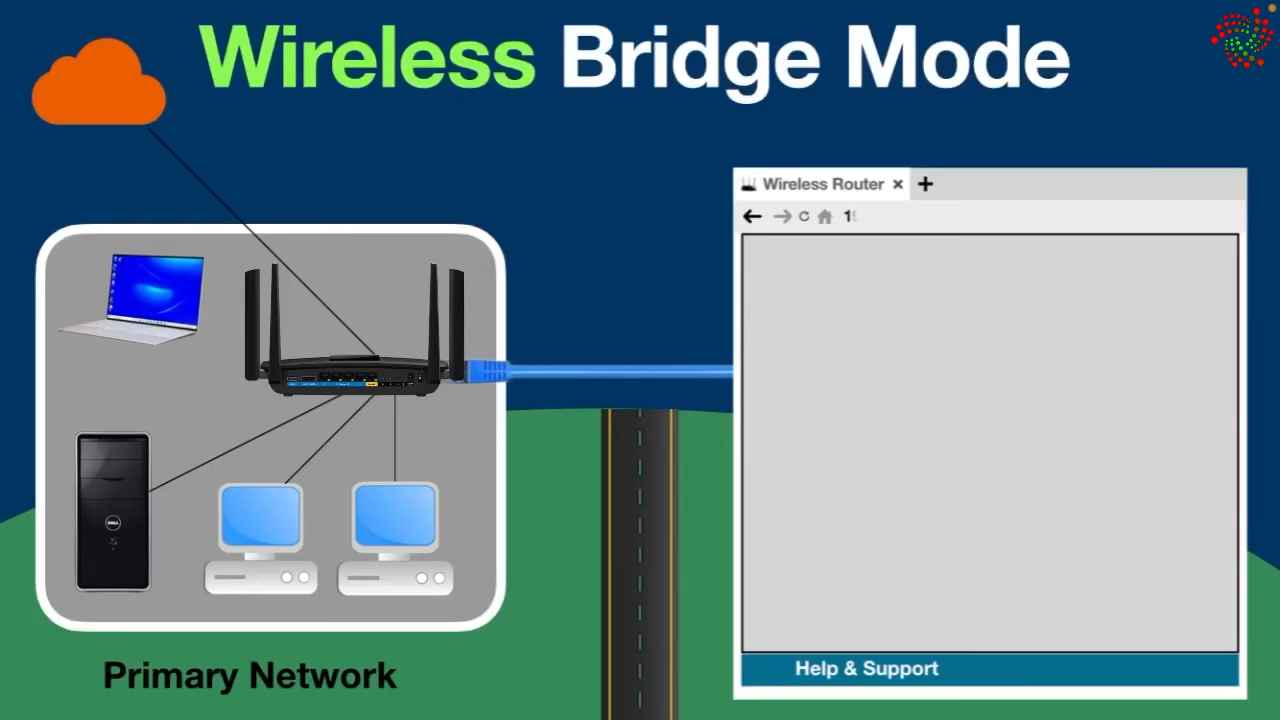 Wireless Bridge Mode
Wireless Router
Primary Network
Help & Support